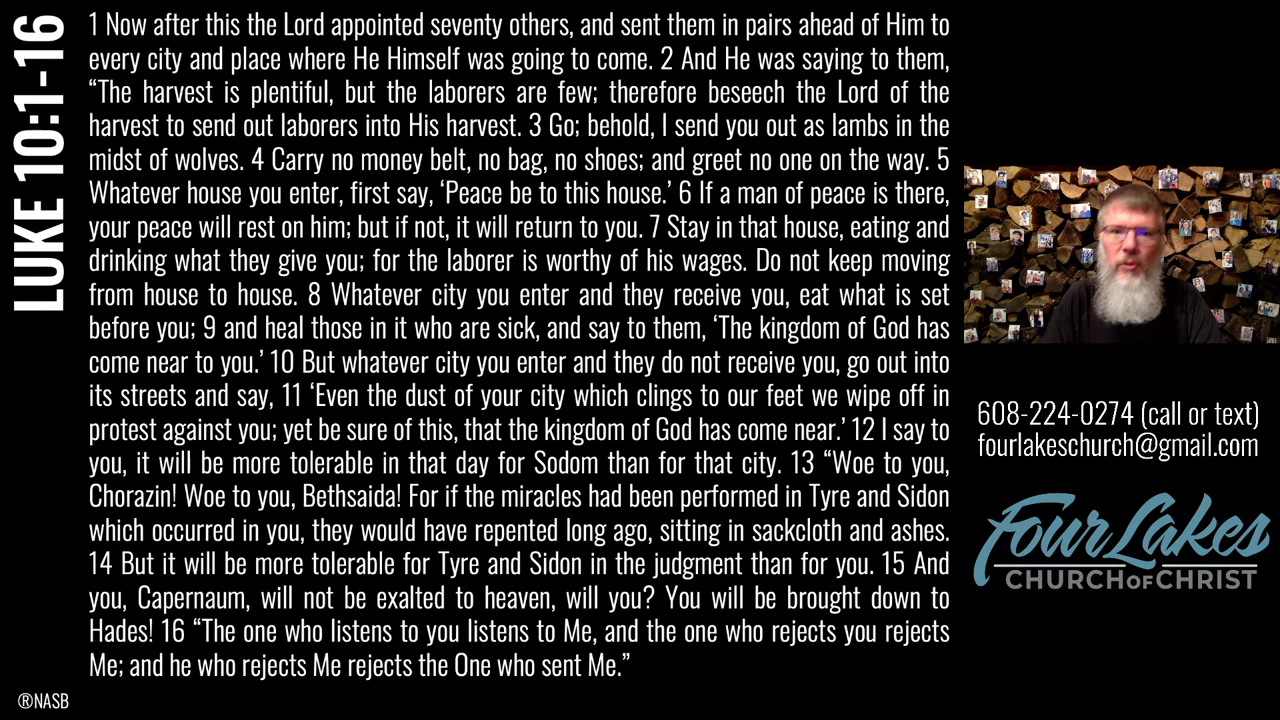 LUKE 10:1-16
1 Now after this the Lord appointed seventy others, and sent them in pairs ahead of Him to
every city and place where He Himself was going to come. 2 And He was saying to them,
“The harvest is plentiful, but the laborers are few; therefore beseech the Lord of the
harvest to send out laborers into His harvest. 3 Go; behold, I send you out as lambs in the
midst of wolves. 4 Carry no money belt, no bag, no shoes; and greet no one on the way. 5
Whatever house you enter, first say, ‘Peace be to this house.’ 6 If a man of peace is there,
your peace will rest on him; but if not, it will return to you. 7 Stay in that house, eating and
drinking what they give you; for the laborer is worthy of his wages. Do not keep moving
from house to house. 8 Whatever city you enter and they receive you, eat what is set
before you; 9 and heal those in it who are sick, and say to them, ‘The kingdom of God has
come near to you.’ 10 But whatever city you enter and they do not receive you, go out into
its streets and say, 11 ‘Even the dust of your city which clings to our feet we wipe off in
protest against you; yet be sure of this, that the kingdom of God has come near.’ 12 I say to
you, it will be more tolerable in that day for Sodom than for that city. 13 “Woe to you,
Chorazin! Woe to you, Bethsaida! For if the miracles had been performed in Tyre and Sidon
which occurred in you, they would have repented long ago, sitting in sackcloth and ashes.
14 But it will be more tolerable for Tyre and Sidon in the judgment than for you. 15 And
you, Capernaum, will not be exalted to heaven, will you? You will be brought down to
Hades! 16 “The one who listens to you listens to Me, and the one who rejects you rejects
Me; and he who rejects Me rejects the One who sent Me.”
®NASB
608-224-0274 (call or text)
fourlakeschurch@gmail.com
Four Lakes
CHURCH OF CHRIST